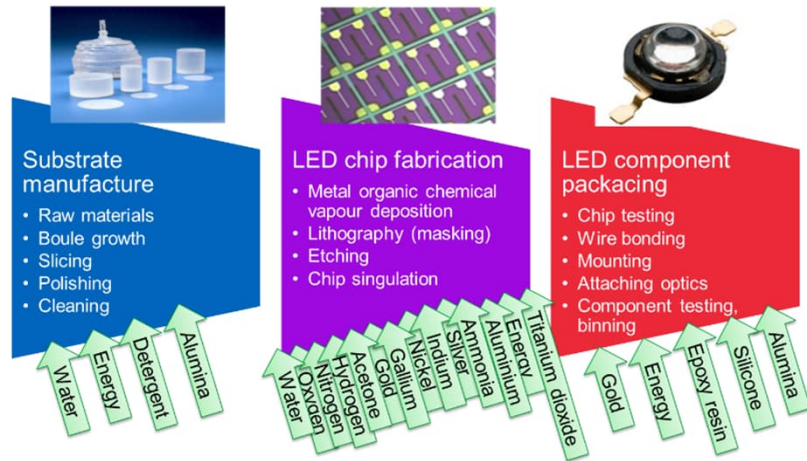 Substrate
manufacture
• Raw materials
• Boule growth
• Slicing
• Polishing
• Cleaning
Water
Energy
Detergent
Alumina
LED chip fabrication
• Metal organic chemical
vapour deposition
• Lithography (masking)
• Etching
• Chip singulation
Water
Oxygen
Nitrogen
Hydrogen
Acetone
Gold
Gallium
Nickel
Indium
Silver
Ammonia
Aluminium
Energy
Titanium dioxide
LED component
packacing
• Chip testing
• Wire bonding
• Mounting
• Attaching optics
• Component testing,
binning
Gold
Energy
Epoxy resin
Silicone
Alumina